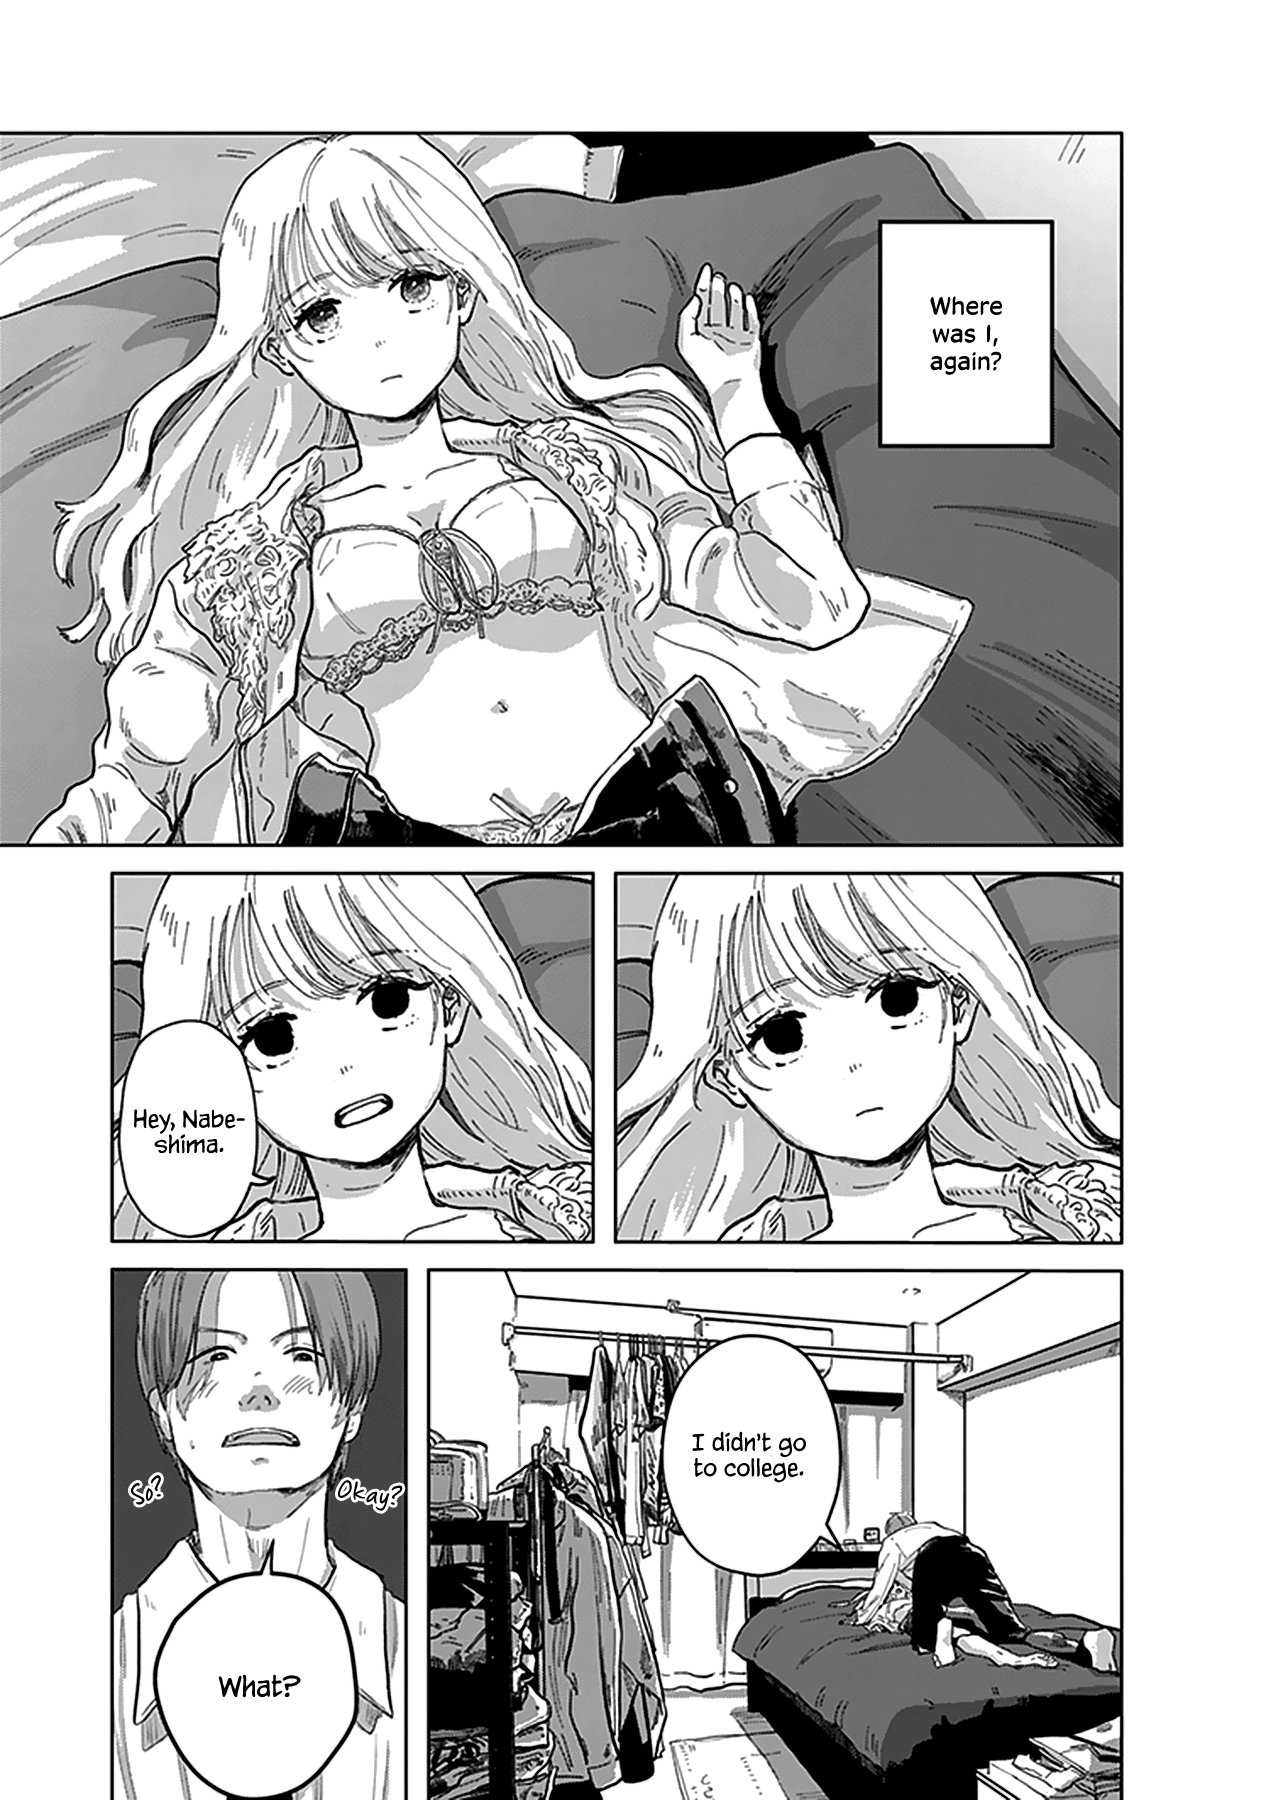 Where
was I,
again?
Hey, Nabe-
shima.
I didn't go
to college.
So?
Okay?
What?